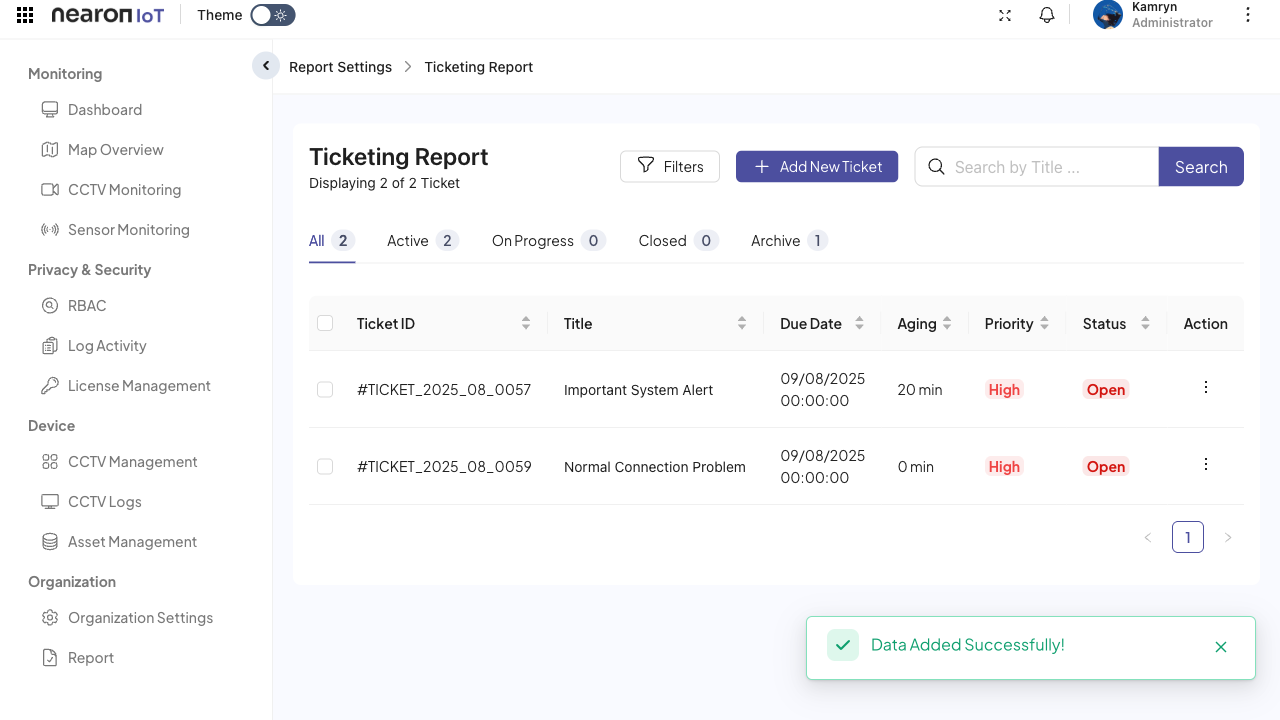 nearon IoT
Theme
Kamryn
Administrator
Monitoring
Dashboard
Map Overview
CCTV Monitoring
Sensor Monitoring
Privacy & Security
RBAC
Log Activity
License Management
Device
CCTV Management
CCTV Logs
Asset Management
Organization
Organization Settings
Report
Report Settings > Ticketing Report
Ticketing Report
Displaying 2 of 2 Ticket
Filters
Add New Ticket
Search by Title ...
Search
All 2 Active 2 On Progress 0 Closed 0 Archive 1
Ticket ID Title Due Date Aging Priority Status Action
#TICKET_2025_08_0057 Important System Alert 09/08/2025 00:00:00 20 min High Open
#TICKET_2025_08_0059 Normal Connection Problem 09/08/2025 00:00:00 0 min High Open
1
Data Added Successfully!